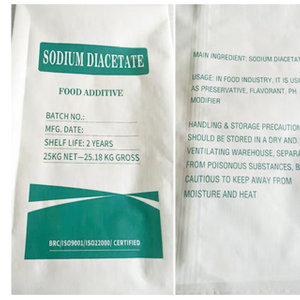 SODIUM DIACETATE
FOOD ADDITIVE
BATCH NO.:
MFG. DATE:
SHELF LIFE: 2 YEARS
25KG NET—25.18 KG GROSS
BRC/ISO9001/ISO22000/ CERTIFIED
MAIN INGREDIENT: SODIUM DIACETAT
USAGE: IN FOOD INDUSTRY, IT IS USE
AS PRESERVATIVE, FLAVORANT. PH
MODIFIER
HANDLING & STORAGE PRECAUTION
SHOULD BE STORED IN A DRY AND
VENTILATING WAREHOUSE, SEPARA
FROM POISONOUS SUBSTANCES, B
CAUTIOUS TO KEEP AWAY FROM
MOISTURE AND HEAT